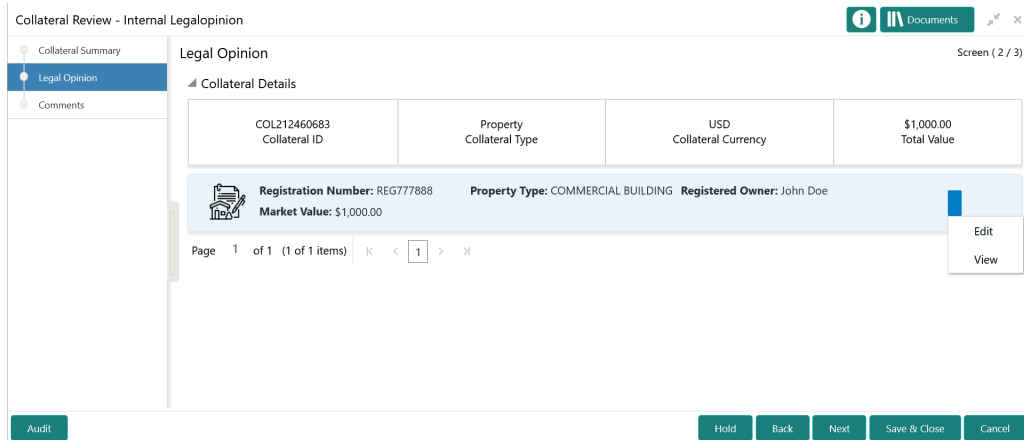 Collateral Review - Internal Legalopinion
i Documents
Collateral Summary
Legal Opinion
Comments
Legal Opinion
Screen ( 2 / 3)
Collateral Details
COL212460683
Collateral ID
Property
Collateral Type
USD
Collateral Currency
$1,000.00
Total Value
Registration Number: REG777888 Property Type: COMMERCIAL BUILDING Registered Owner: John Doe
Market Value: $1,000.00
Edit
View
Page 1 of 1 (1 of 1 items) 1
Audit Hold Back Next Save & Close Cancel